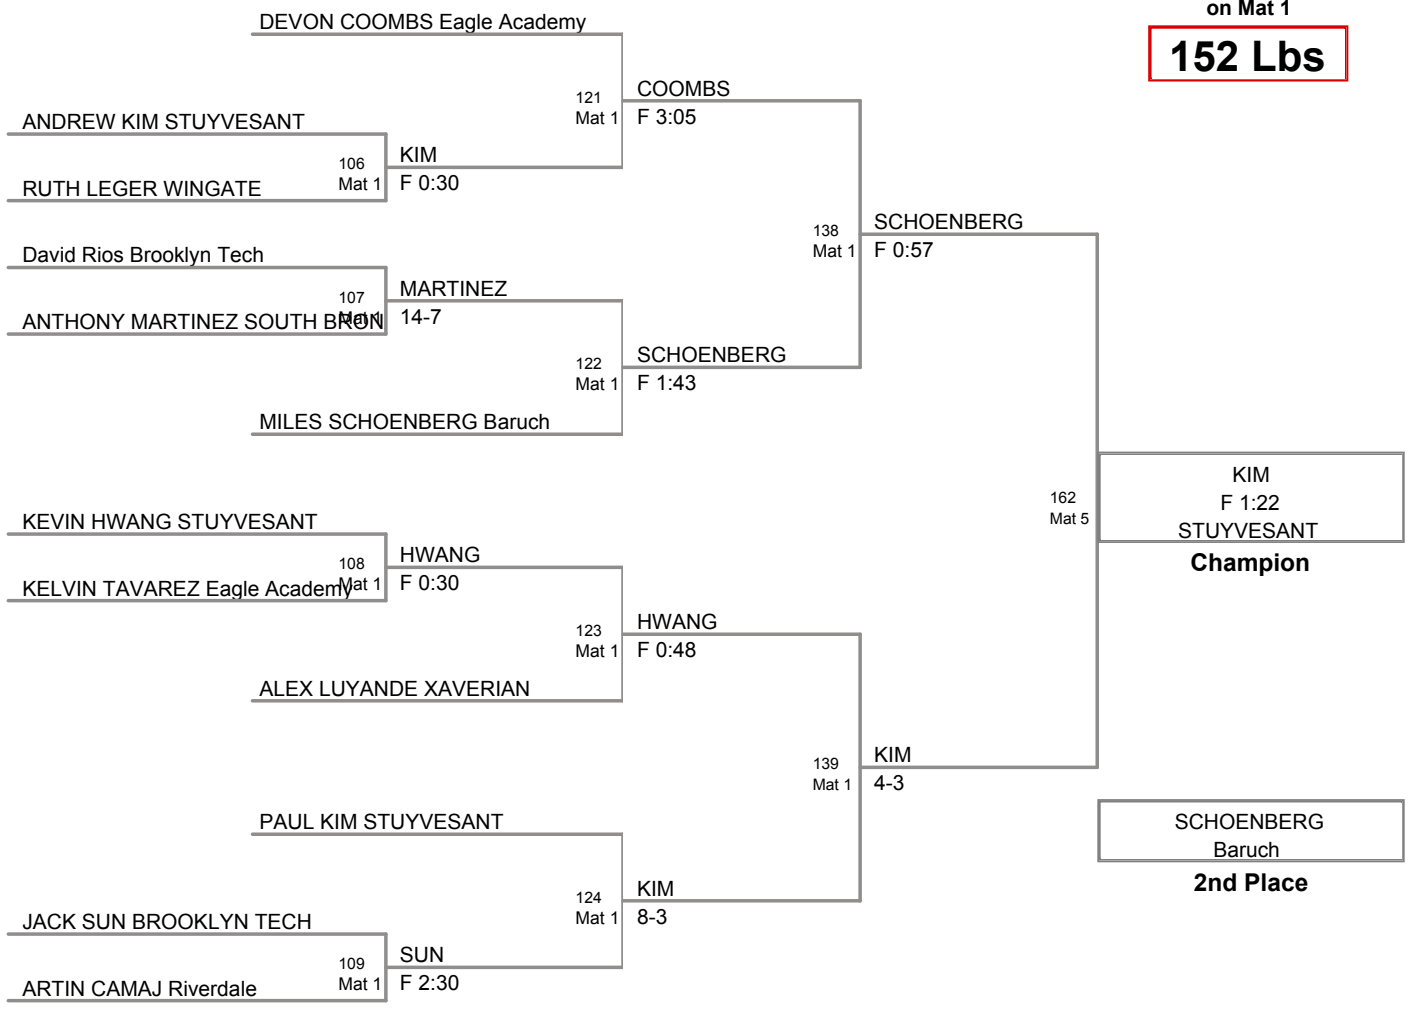 on Mat 1
152 Lbs
DEVON COOMBS Eagle Academy
121
Mat 1
COOMBS
F 3:05
ANDREW KIM STUYVESANT
106
Mat 1
KIM
F 0:30
RUTH LEGER WINGATE
138
Mat 1
SCHOENBERG
F 0:57
David Rios Brooklyn Tech
107
Mat 1
MARTINEZ
14-7
ANTHONY MARTINEZ SOUTH BRON
122
Mat 1
SCHOENBERG
F 1:43
MILES SCHOENBERG Baruch
162
Mat 5
KIM
F 1:22
STUYVESANT
Champion
KEVIN HWANG STUYVESANT
108
Mat 1
HWANG
F 0:30
KELVIN TAVAREZ Eagle Academy
123
Mat 1
HWANG
F 0:48
ALEX LUYANDE XAVERIAN
139
Mat 1
KIM
4-3
PAUL KIM STUYVESANT
SCHOENBERG
Baruch
2nd Place
124
Mat 1
KIM
8-3
JACK SUN BROOKLYN TECH
109
Mat 1
SUN
F 2:30
ARTIN CAMAJ Riverdale